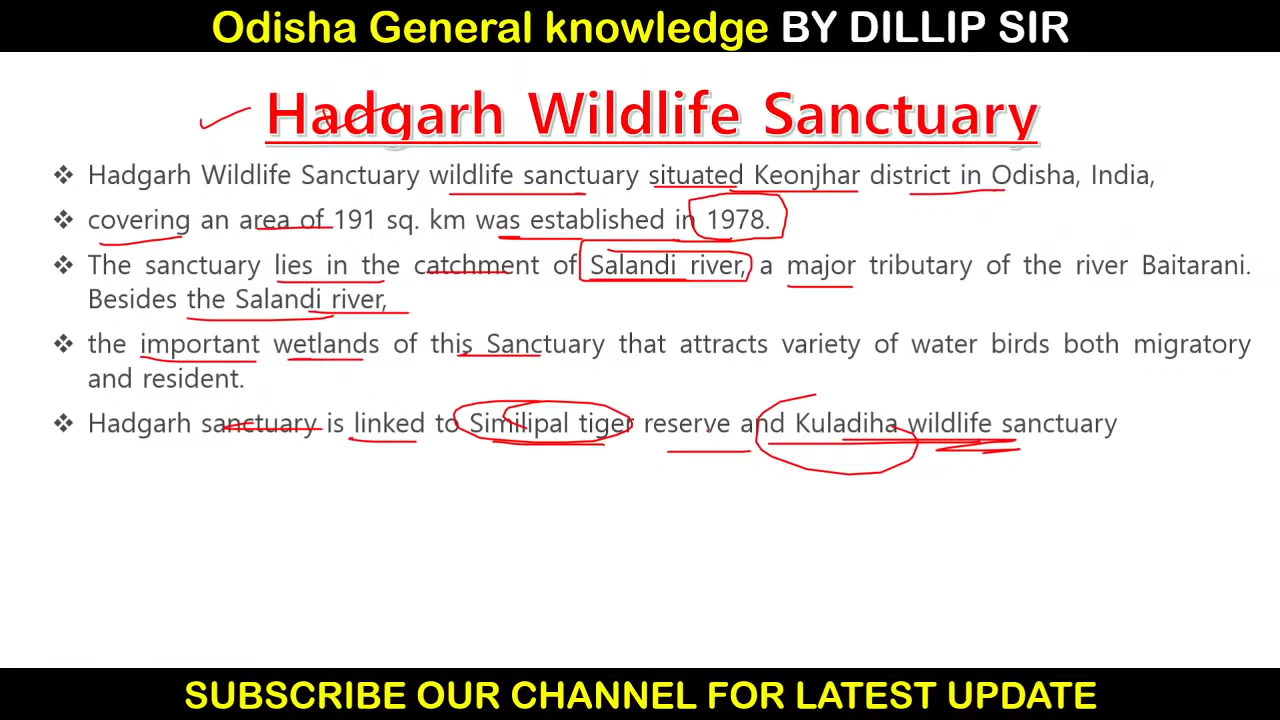 Odisha General knowledge BY DILLIP SIR
Hadgarh Wildlife Sanctuary
❖ Hadgarh Wildlife Sanctuary wildlife sanctuary situated Keonjhar district in Odisha, India,
❖ covering an area of 191 sq. km was established in 1978.
❖ The sanctuary lies in the catchment of Salandi river, a major tributary of the river Baitarani.
Besides the Salandi river,
❖ the important wetlands of this Sanctuary that attracts variety of water birds both migratory
and resident.
❖ Hadgarh sanctuary is linked to Similipal tiger reserve and Kuladiha wildlife sanctuary
SUBSCRIBE OUR CHANNEL FOR LATEST UPDATE